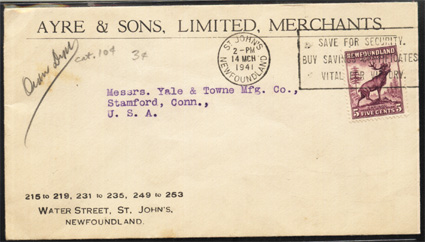 AYRE & SONS, LIMITED, MERCHANTS.
cat. 10¢
3¢
ST. JOHN'S
2-PM
14 MCH
1941
NEWFOUNDLAND
SAVE FOR SECURITY.
BUY SAVINGS CERTIFICATES
VITAL FOR VICTORY.
NEWFOUNDLAND
5 FIVE CENTS 5
Messrs. Yale & Towne Mfg. Co.,
Stamford, Conn.,
U. S. A.
215 to 219, 231 to 235, 249 to 253
WATER STREET, ST. JOHN'S,
NEWFOUNDLAND.